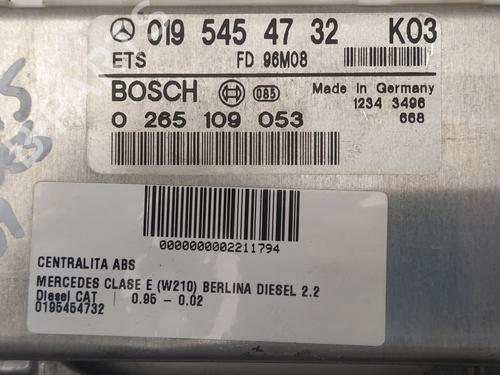 019 545 47 32 K03
ETS FD 96M08
BOSCH 085 Made in Germany
1234 3496
0 265 109 053 668
0000000002211794
CENTRALITA ABS
MERCEDES CLASE E (W210) BERLINA DIESEL 2.2
Diesel CAT | 0.95 - 0.02
0195454732